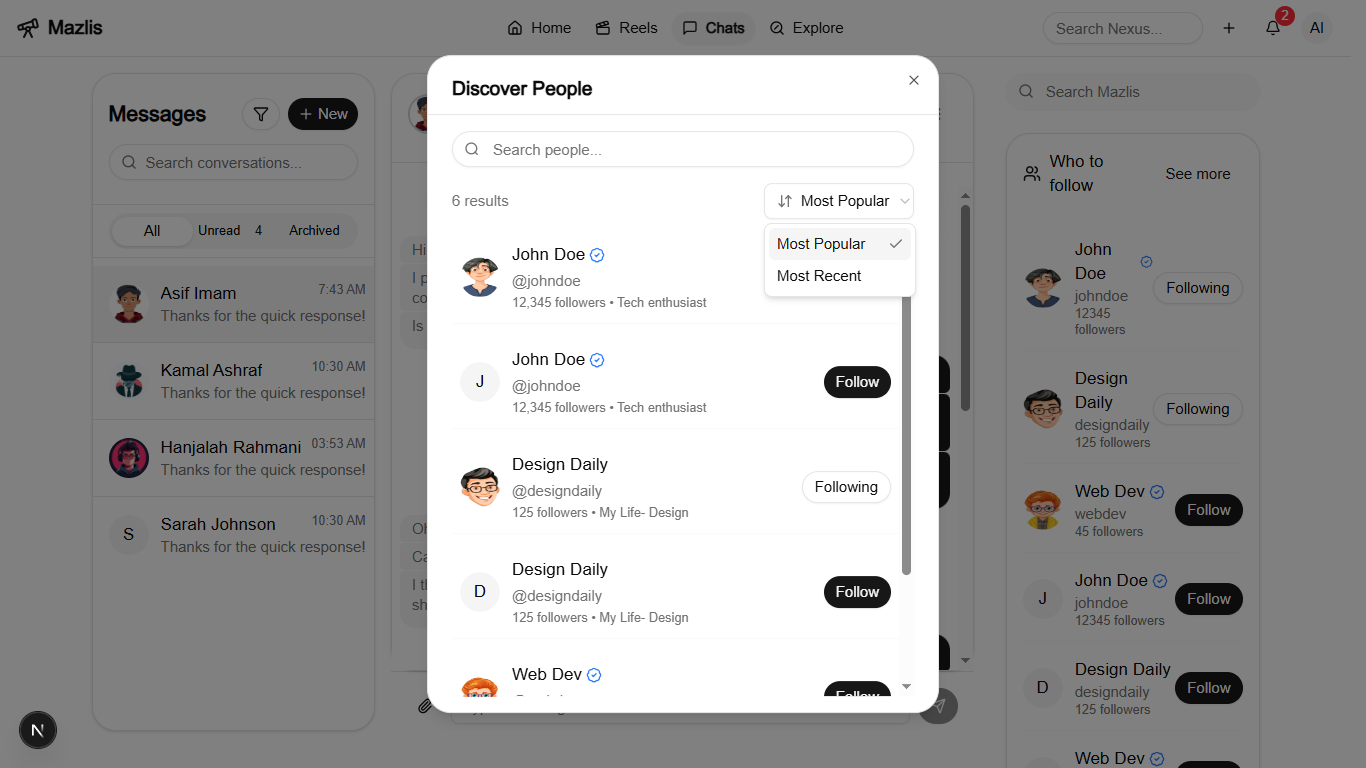 Mazlis
Home
Reels
Chats
Explore
Search Nexus...
2
AI
Messages
New
Search conversations...
All
Unread 4
Archived
Asif Imam
7:43 AM
Thanks for the quick response!
Kamal Ashraf
10:30 AM
Thanks for the quick response!
Hanjalah Rahmani
03:53 AM
Thanks for the quick response!
S
Sarah Johnson
10:30 AM
Thanks for the quick response!
N
Discover People
Search people...
6 results
Most Popular
Most Popular
Most Recent
John Doe
@johndoe
12,345 followers • Tech enthusiast
J
John Doe
@johndoe
12,345 followers • Tech enthusiast
Follow
Design Daily
@designdaily
125 followers • My Life- Design
Following
D
Design Daily
@designdaily
125 followers • My Life- Design
Follow
Web Dev
Follow
Search Mazlis
Who to
follow
See more
John
Doe
johndoe
12345
followers
Following
Design
Daily
designdaily
125 followers
Following
Web Dev
webdev
45 followers
Follow
J
John Doe
johndoe
12345 followers
Follow
D
Design Daily
designdaily
125 followers
Follow
Web Dev